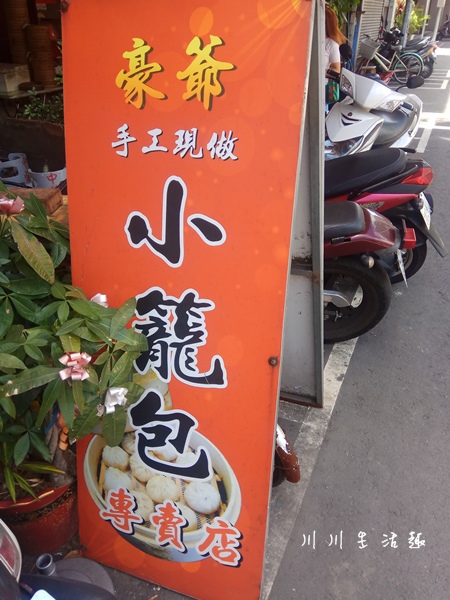 豪爺
手工現做
小籠包
專賣店
川川生活趣